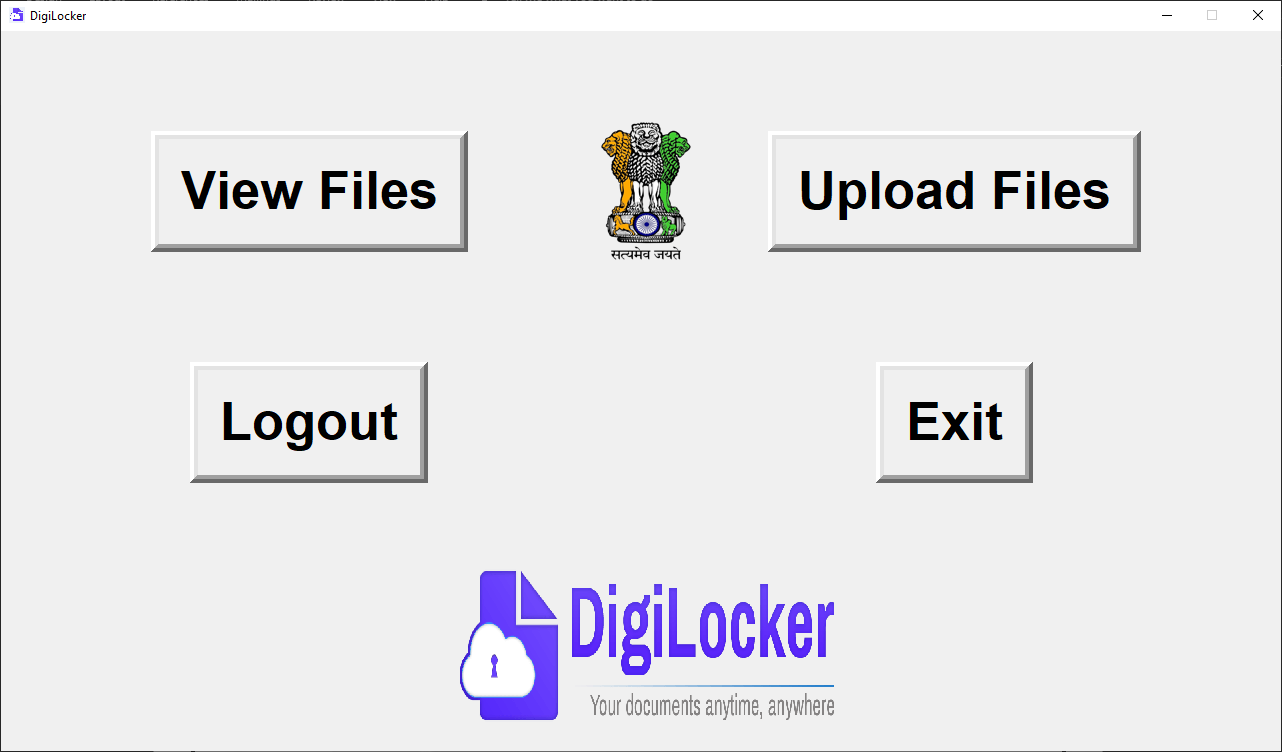 DigiLocker
View Files
सत्यमेव जयते
Upload Files
Logout
Exit
DigiLocker
Your documents anytime, anywhere